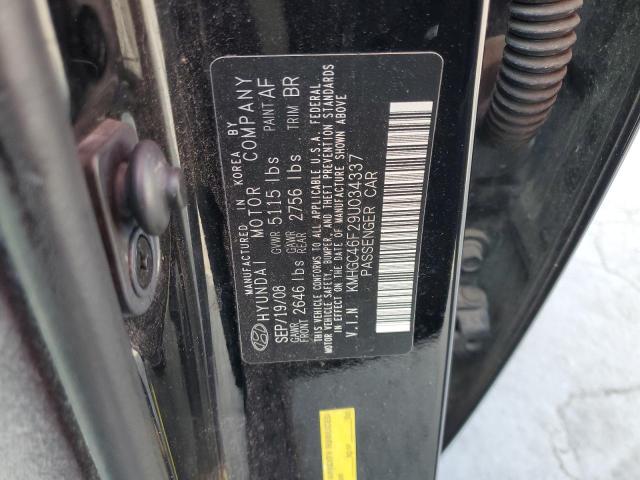 MANUFACTURED IN KOREA BY
HYUNDAI MOTOR COMPANY
SEP/19/08 GVWR 5115 lbs PAINT AF
GAWR FRONT 2646 lbs GAWR REAR 2756 lbs TRIM BR
THIS VEHICLE CONFORMS TO ALL APPLICABLE U.S.A. FEDERAL
MOTOR VEHICLE SAFETY, BUMPER, AND THEFT PREVENTION STANDARDS
IN EFFECT ON THE DATE OF MANUFACTURE SHOWN ABOVE
V.I.N KMHGC46F29U034337
PASSENGER CAR